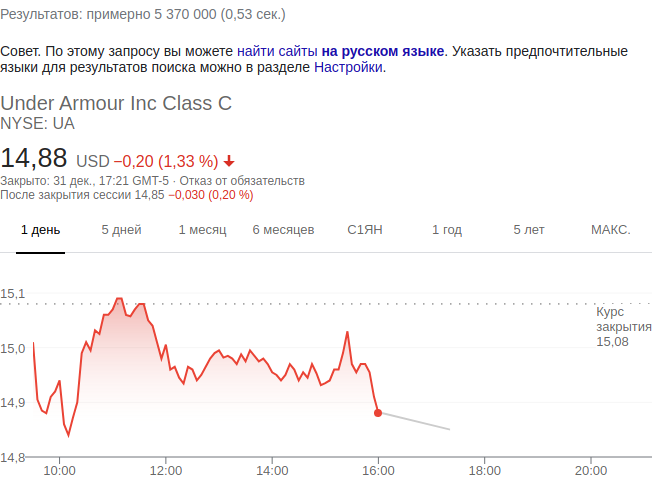 Результатов: примерно 5 370 000 (0,53 сек.)
Совет. По этому запросу вы можете найти сайты на русском языке. Указать предпочтительные
языки для результатов поиска можно в разделе Настройки.
Under Armour Inc Class C
NYSE: UA
14,88 USD −0,20 (1,33 %)
Закрыто: 31 дек., 17:21 GMT-5 · Отказ от обязательств
После закрытия сессии 14,85 −0,030 (0,20 %)
1 день 5 дней 1 месяц 6 месяцев С1ЯН 1 год 5 лет МАКС.
15,1
Курс
закрытия
15,08
15,0
14,9
14,8
10:00 12:00 14:00 16:00 18:00 20:00